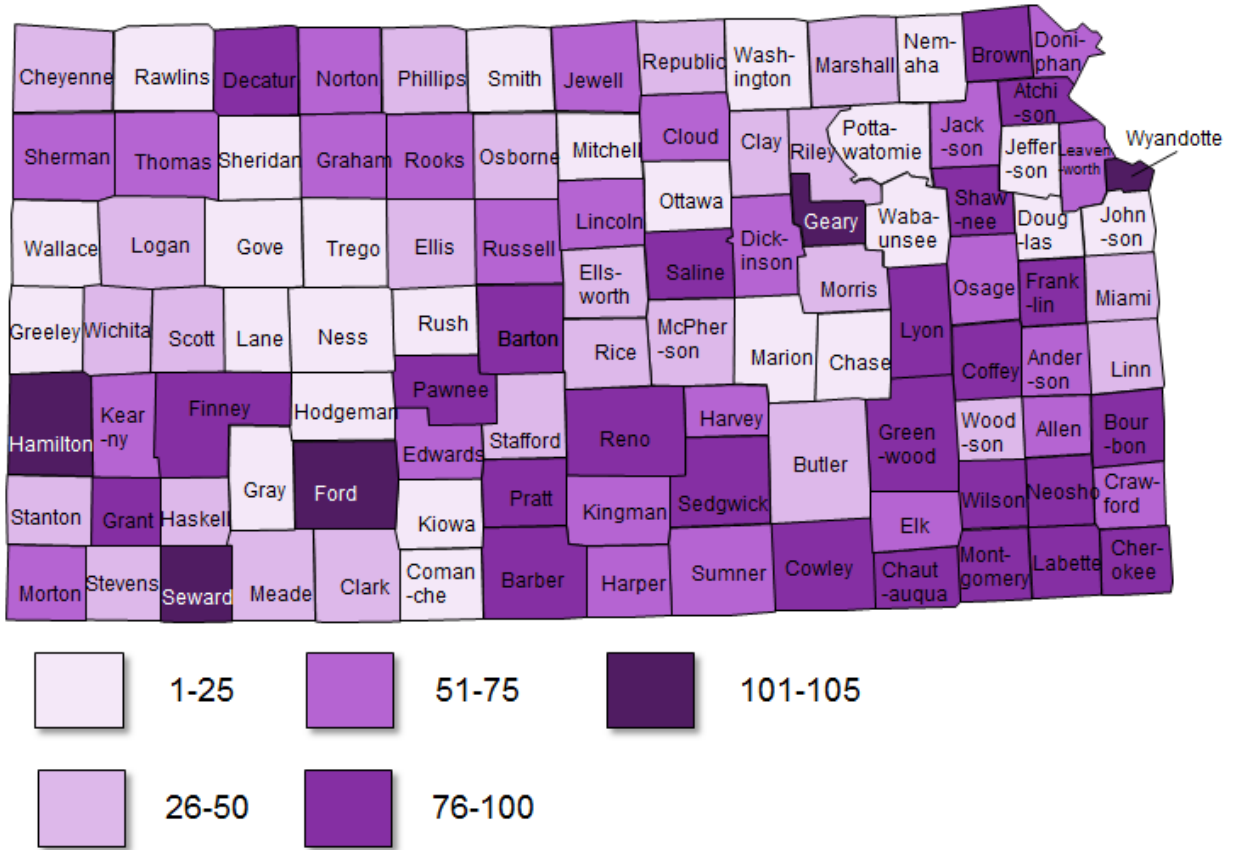 Cheyenne
Rawlins
Decatur
Norton
Phillips
Smith
Jewell
Republic
Wash-
ington
Marshall
Nem-
aha
Brown
Doni-
phan
Atchi
-son
Sherman
Thomas
Sheridan
Graham
Rooks
Osborne
Mitchell
Cloud
Clay
Riley
Potta-
watomie
Jack
-son
Jeffer
-son
Leaven
-worth
Wyandotte
Wallace
Logan
Gove
Trego
Ellis
Russell
Lincoln
Ottawa
Saline
Dick-
inson
Geary
Waba-
unsee
Shaw
-nee
Doug
-las
John
-son
Ells-
worth
Morris
Osage
Frank
-lin
Miami
Greeley
Wichita
Scott
Lane
Ness
Rush
Barton
Rice
McPher
-son
Marion
Chase
Lyon
Coffey
Ander
-son
Linn
Hamilton
Kear
-ny
Finney
Hodgeman
Pawnee
Edwards
Stafford
Reno
Harvey
Butler
Green
-wood
Wood
-son
Allen
Bour
-bon
Stanton
Grant
Haskell
Gray
Ford
Kiowa
Pratt
Kingman
Sedgwick
Elk
Wilson
Neosho
Craw-
ford
Morton
Stevens
Seward
Meade
Clark
Coman
-che
Barber
Harper
Sumner
Cowley
Chaut
-auqua
Mont-
gomery
Labette
Cher-
okee
1-25
51-75
101-105
26-50
76-100